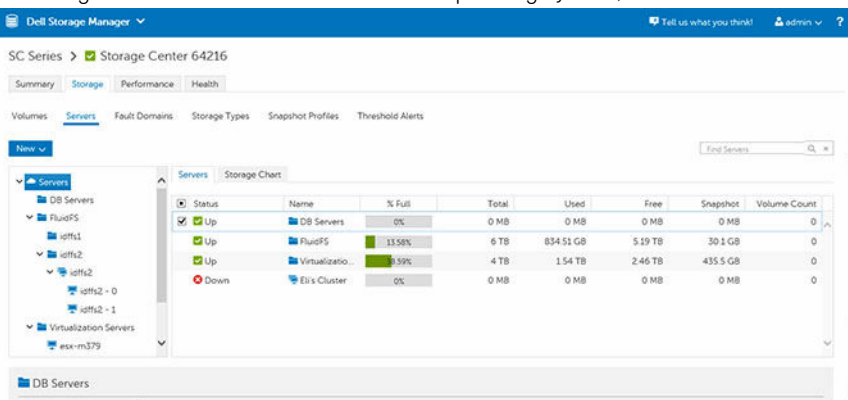 Dell Storage Manager
Tell us what you think! admin ?
SC Series > Storage Center 64216
Summary Storage Performance Health
Volumes Servers Fault Domains Storage Types Snapshot Profiles Threshold Alerts
New
Find Servers
Servers
DB Servers
FluidFS
idffs1
idffs2
idffs2
idffs2 - 0
idffs2 - 1
Virtualization Servers
esx-m379
Servers Storage Chart
Status Name % Full Total Used Free Snapshot Volume Count
Up DB Servers 0% 0 MB 0 MB 0 MB 0 MB 0
Up FluidFS 13.58% 6 TB 834.51 GB 5.19 TB 30.1 GB 0
Up Virtualizatio... 38.59% 4 TB 1.54 TB 2.46 TB 435.5 GB 0
Down Eli's Cluster 0% 0 MB 0 MB 0 MB 0 MB 0
DB Servers